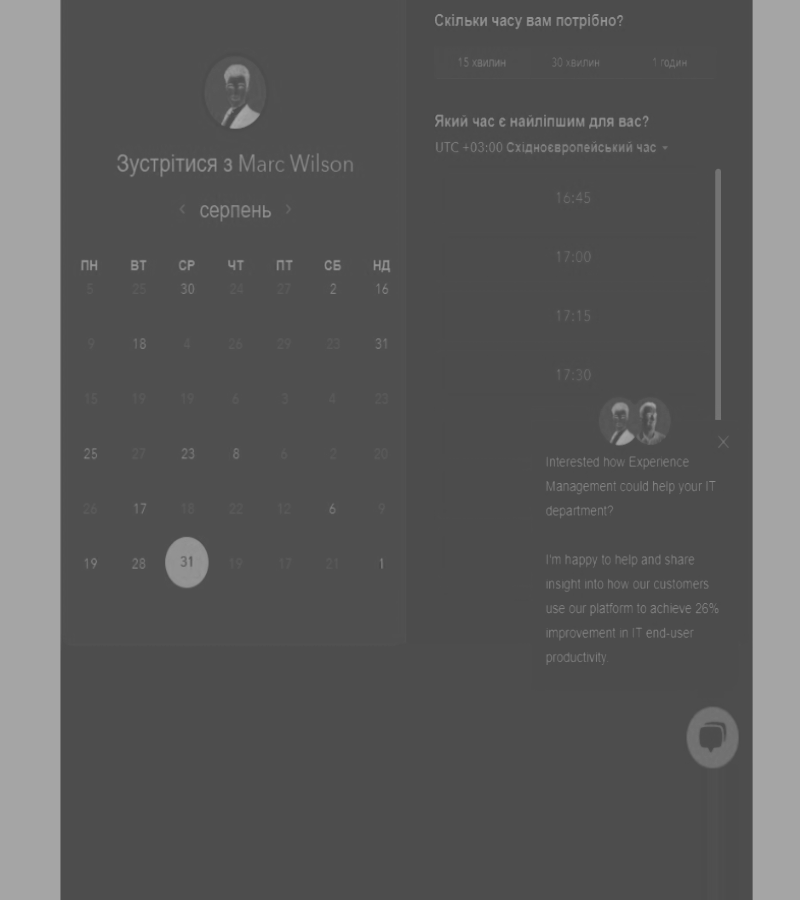 Зустрітися з Marc Wilson
серпень
ПН ВТ СР ЧТ ПТ СБ НД
5 25 30 24 27 2 16
9 18 4 26 29 23 31
15 19 19 6 3 4 23
25 27 23 8 6 2 20
26 17 18 22 12 6 9
19 28 31 19 17 21 1
Скільки часу вам потрібно?
15 хвилин 30 хвилин 1 годин
Який час є найліпшим для вас?
UTC +03:00 Східноєвропейський час
16:45
17:00
17:15
17:30
Interested how Experience
Management could help your IT
department?
I'm happy to help and share
insight into how our customers
use our platform to achieve 26%
improvement in IT end-user
productivity.